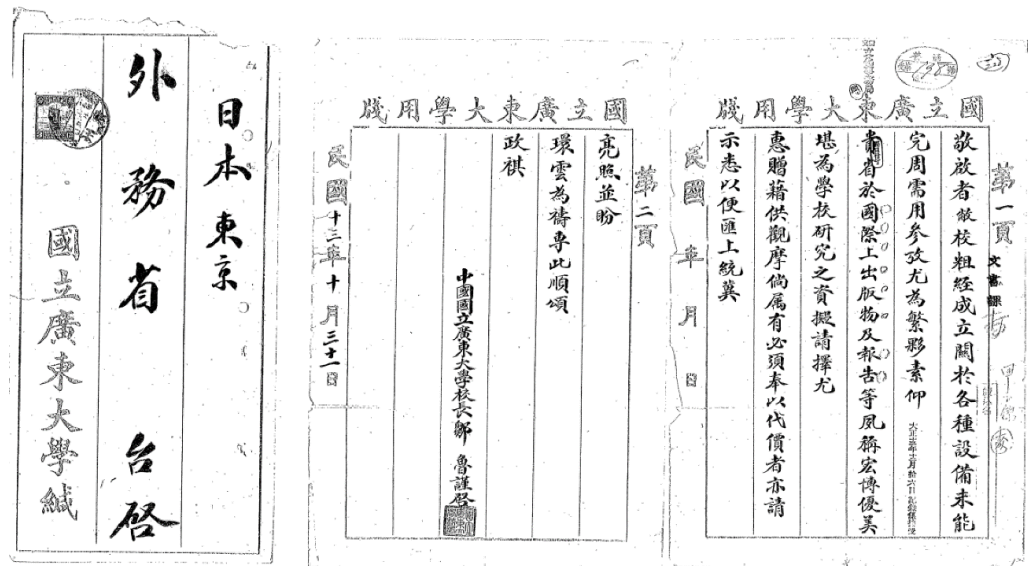 國立廣東大學用牋
第一頁
敬啟者敝校粗經成立關於各種設備未能
完周需用參攷尤為繁夥素仰
貴省於國際上出版物及報告等夙稱宏博優美
堪為學校研究之資擬請擇尤
惠贈藉供觀摩倘屬有必須奉以代價者亦請
示悉以便匯上統冀
民國 年 月 日
文書課
國立廣東大學用牋
第二頁
亮照並盼
環雲為禱專此順頌
政祺
中國國立廣東大學校長鄒 魯謹啓
民國十三年十月三十一日
日本東京
外務省 台啓
國立廣東大學緘